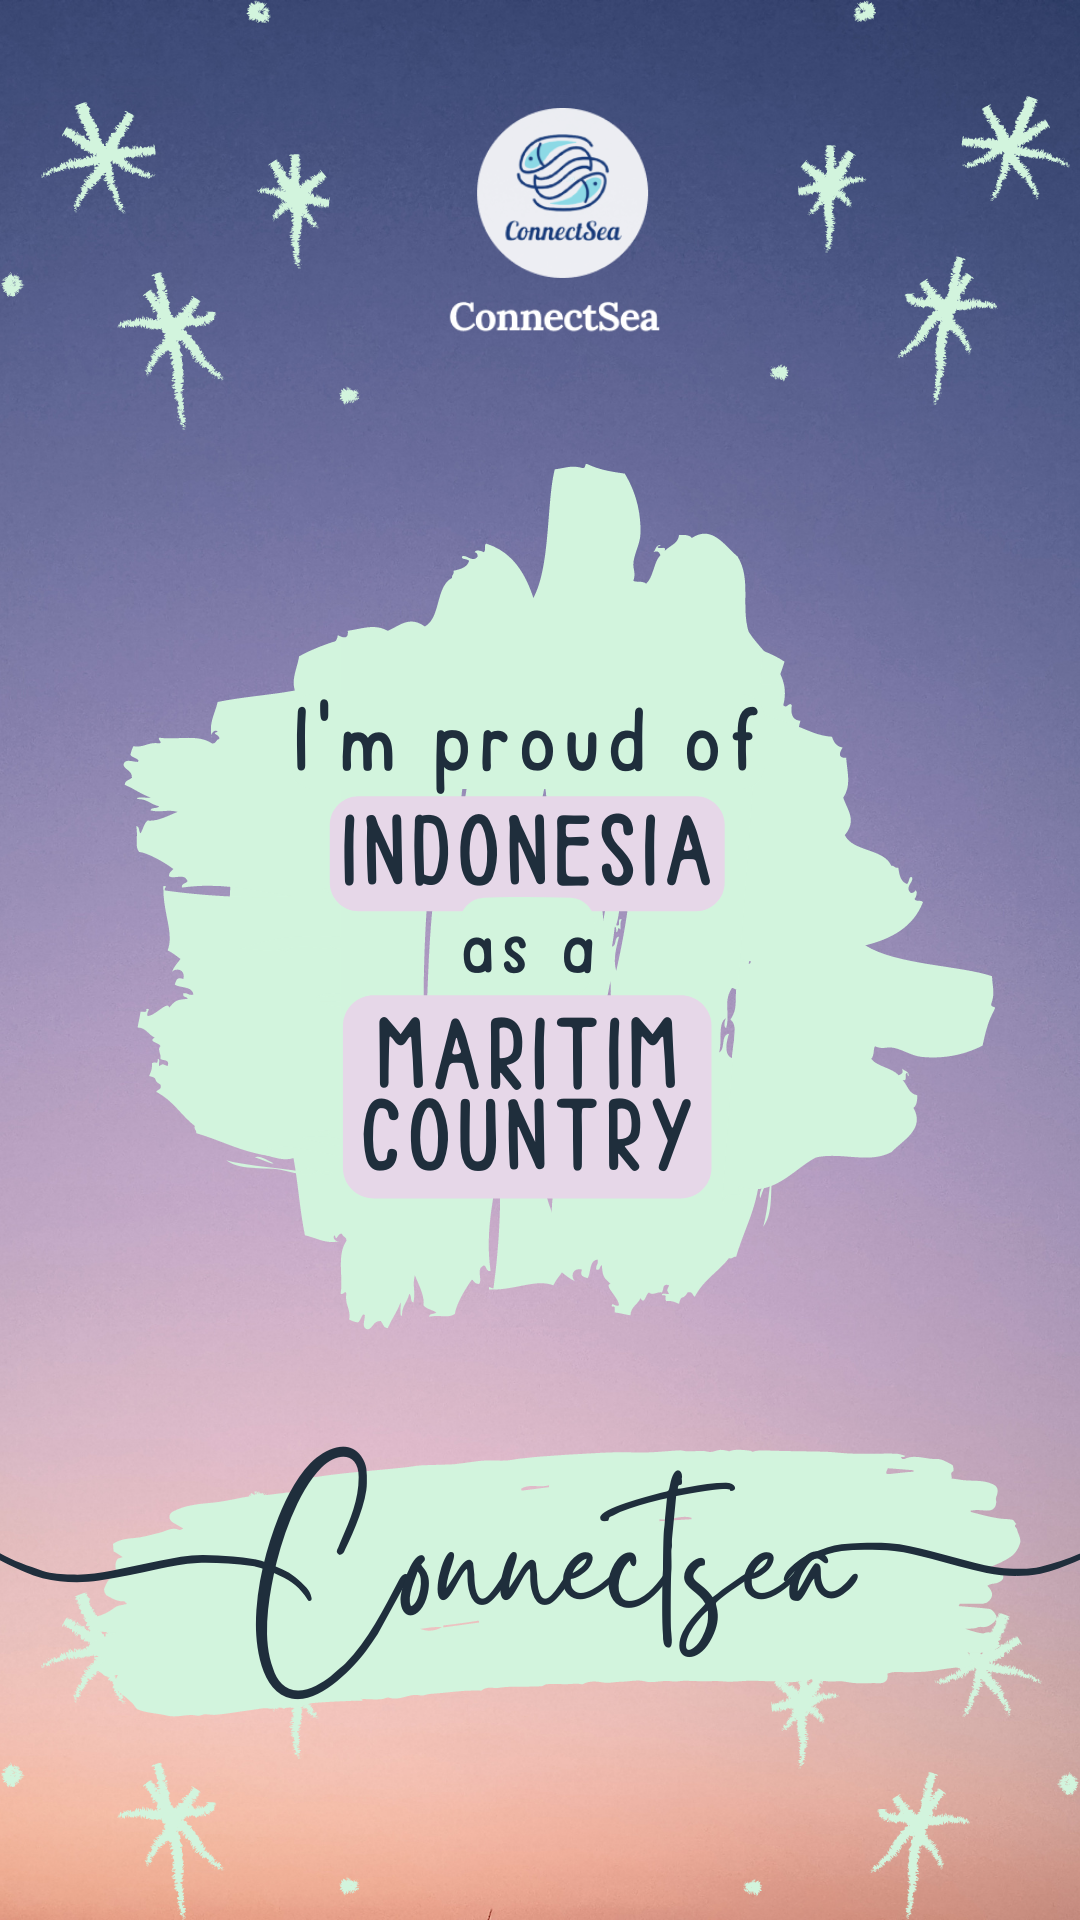 ConnectSea
ConnectSea
I'm proud of
INDONESIA
as a
MARITIM
COUNTRY
Connectsea